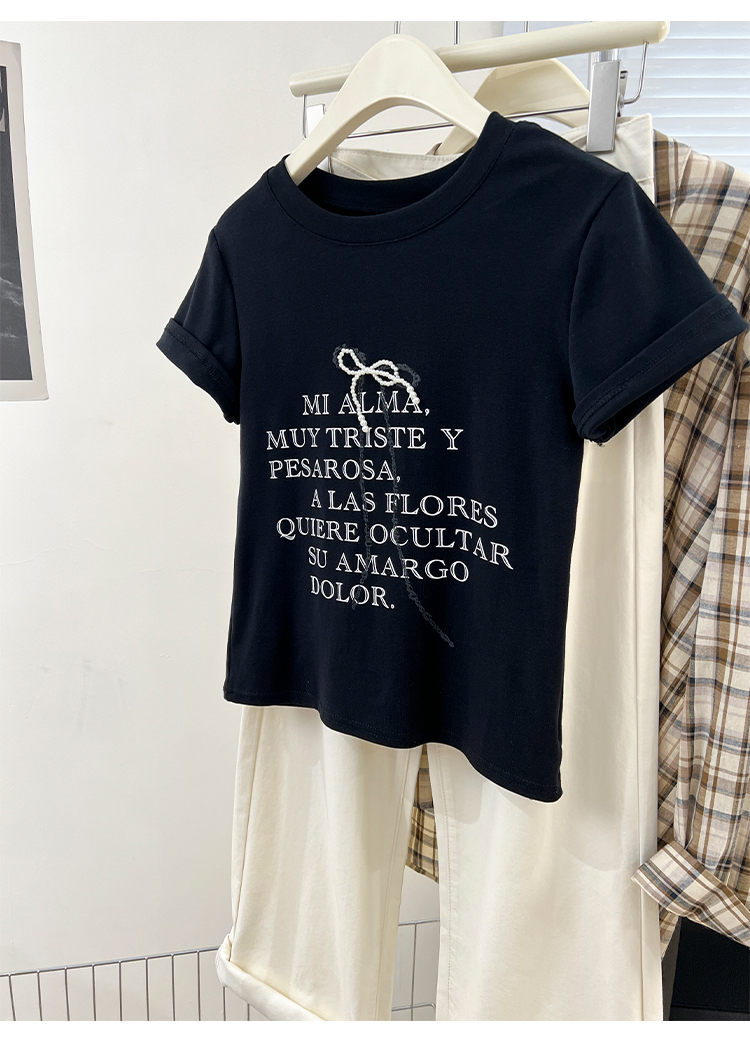 MI ALMA,
MUY TRISTE Y
PESAROSA,
A LAS FLORES
QUIERE OCULTAR
SU AMARGO
DOLOR.